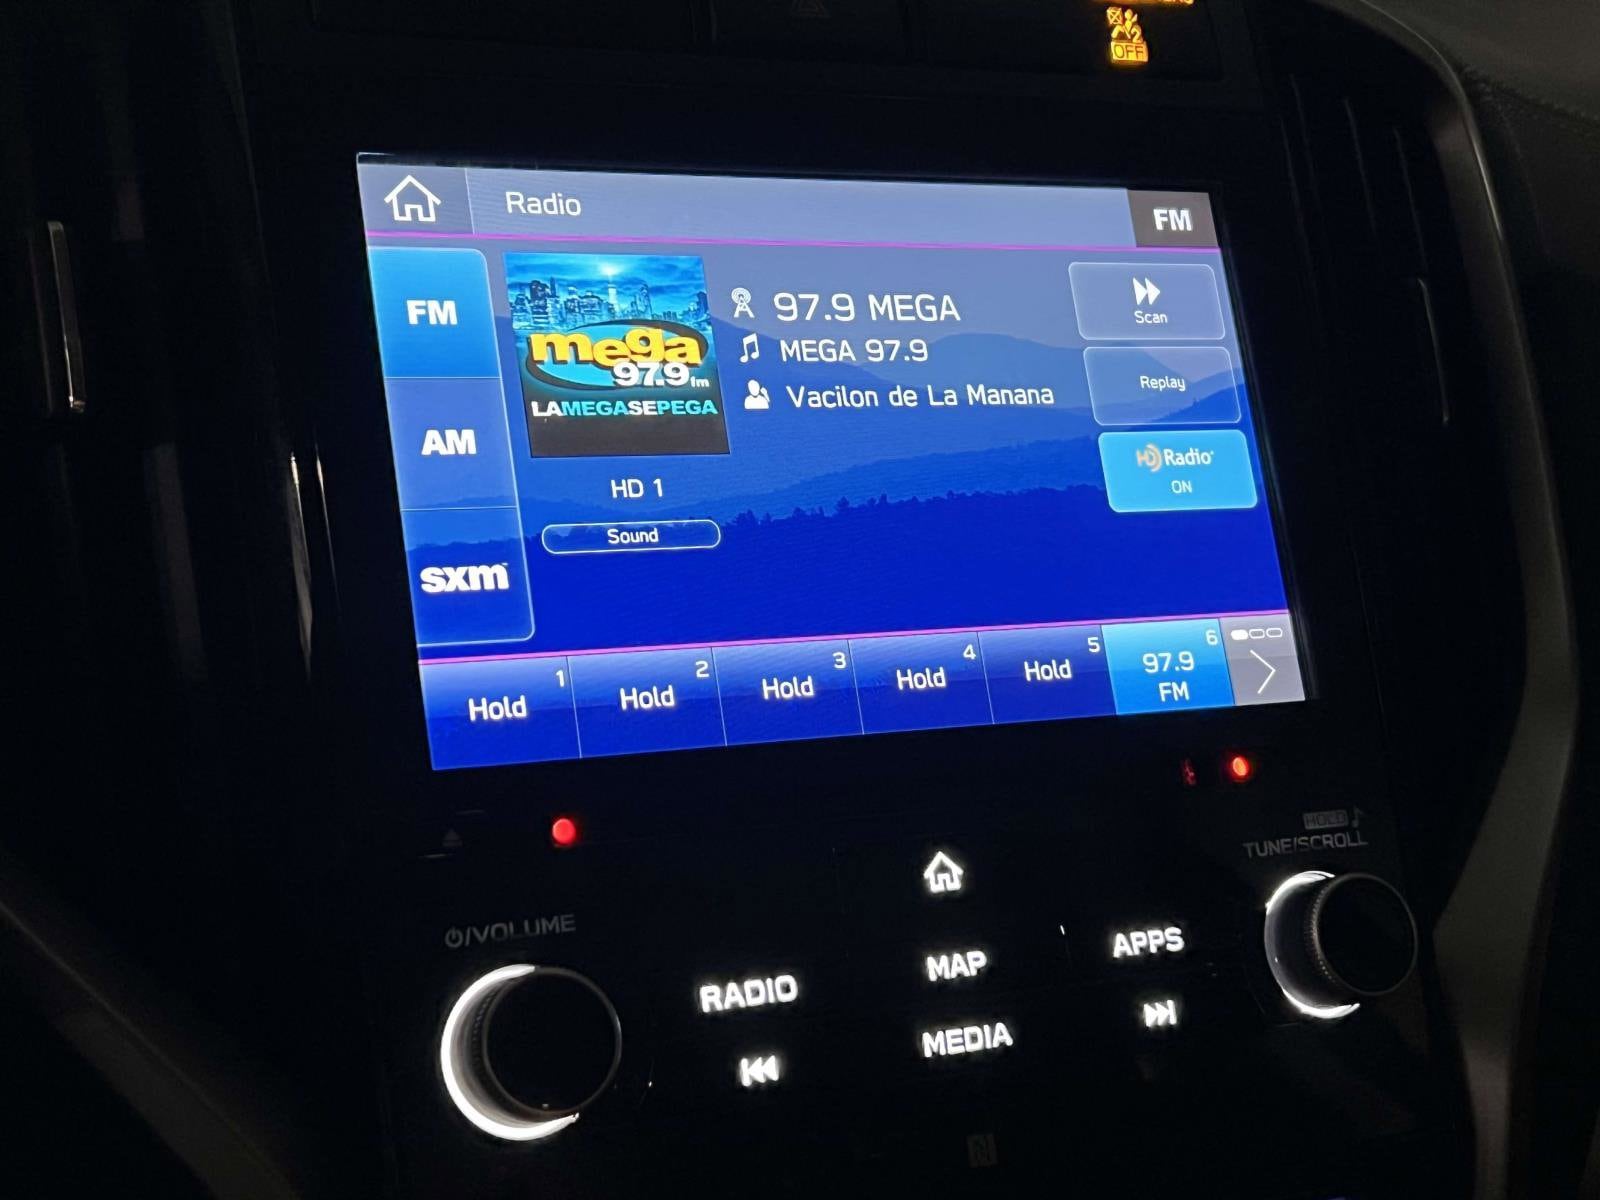 OFF
Radio
FM
FM
AM
sxm
mega
97.9 fm
LAMEGASEPEGA
HD 1
Sound
97.9 MEGA
MEGA 97.9
Vacilon de La Manana
Scan
Replay
HD Radio
ON
1
Hold
2
Hold
3
Hold
4
Hold
5
Hold
6
97.9
FM
HOLD
TUNE/SCROLL
/VOLUME
RADIO
MAP
APPS
MEDIA